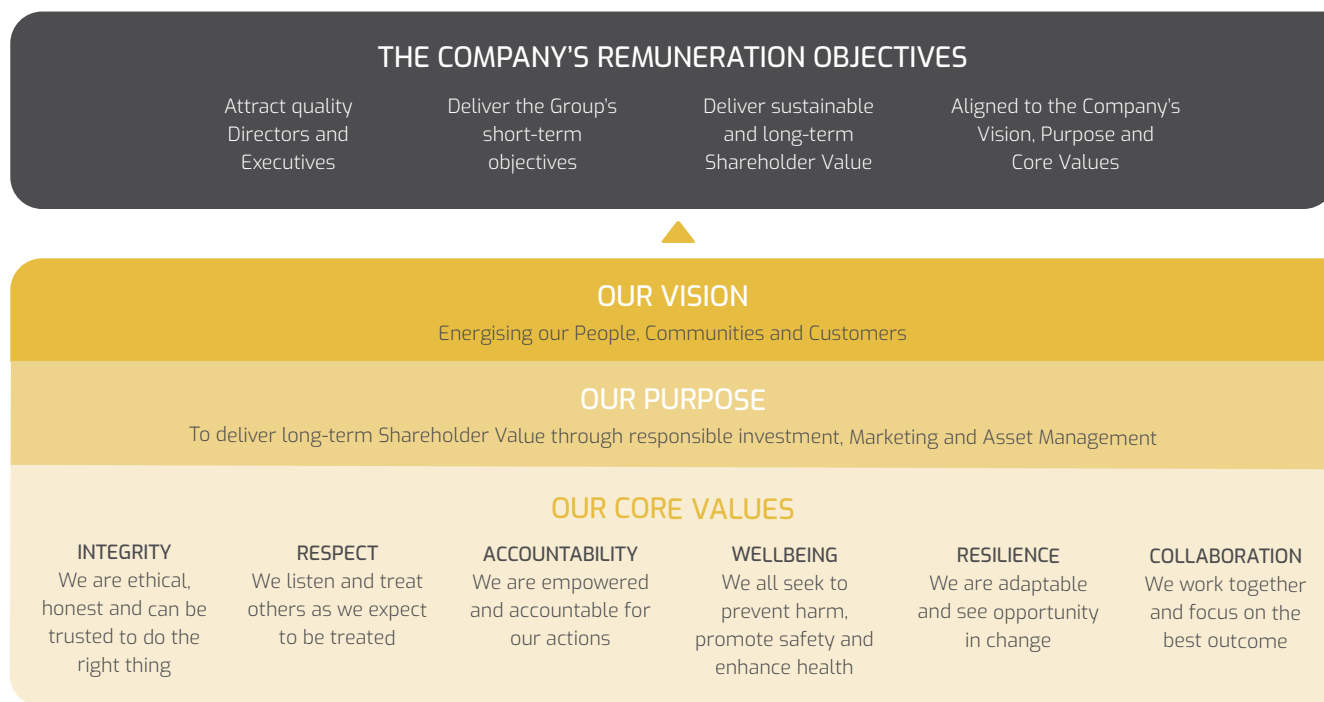 THE COMPANY'S REMUNERATION OBJECTIVES
Attract quality
Directors and
Executives
Deliver the Group's
short-term
objectives
Deliver sustainable
and long-term
Shareholder Value
Aligned to the Company's
Vision, Purpose and
Core Values
OUR VISION
Energising our People, Communities and Customers
OUR PURPOSE
To deliver long-term Shareholder Value through responsible investment, Marketing and Asset Management
OUR CORE VALUES
INTEGRITY
We are ethical,
honest and can be
trusted to do the
right thing
RESPECT
We listen and treat
others as we expect
to be treated
ACCOUNTABILITY
We are empowered
and accountable for
our actions
WELLBEING
We all seek to
prevent harm,
promote safety and
enhance health
RESILIENCE
We are adaptable
and see opportunity
in change
COLLABORATION
We work together
and focus on the
best outcome